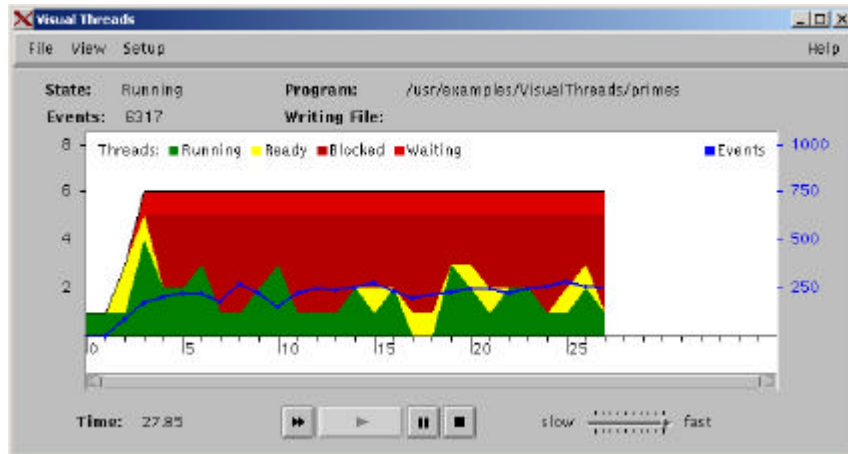 Visual Threads
File View Setup Help
State: Running Program: /usr/examples/VisualThreads/primes
Events: 6317 Writing File:
8 Threads: Running Ready Blocked Waiting Events 1000
6 750
4 500
2 250
0 5 10 15 20 25
Time: 27.85 slow fast